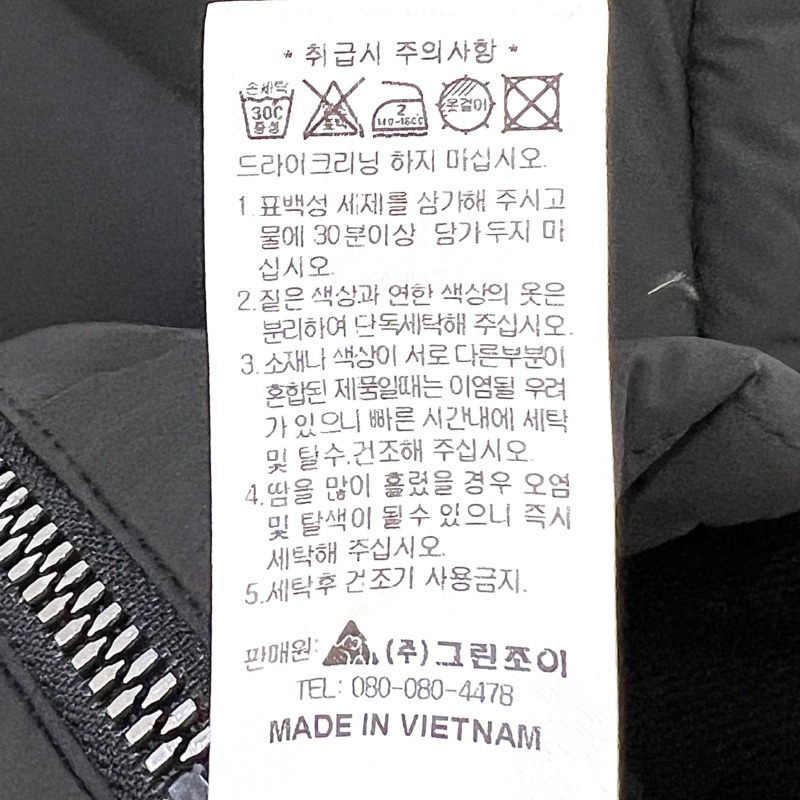 * 취급시 주의사항 *
손세탁
30C
중성
표백
2
140-160C
옷걸이
드라이크리닝 하지 마십시오.
1. 표백성 세제를 삼가해 주시고
물에 30분이상 담가두지 마
십시오.
2. 짙은 색상과 연한 색상의 옷은
분리하여 단독세탁해 주십시오.
3. 소재나 색상이 서로 다른부분이
혼합된 제품일때는 이염될 우려
가 있으니 빠른 시간내에 세탁
및 탈수.건조해 주십시오.
4. 땀을 많이 흘렸을 경우 오염
및 탈색이 될수 있으니 즉시
세탁해 주십시오.
5. 세탁후 건조기 사용금지.
판매원: (주)그린조이
TEL: 080-080-4478
MADE IN VIETNAM